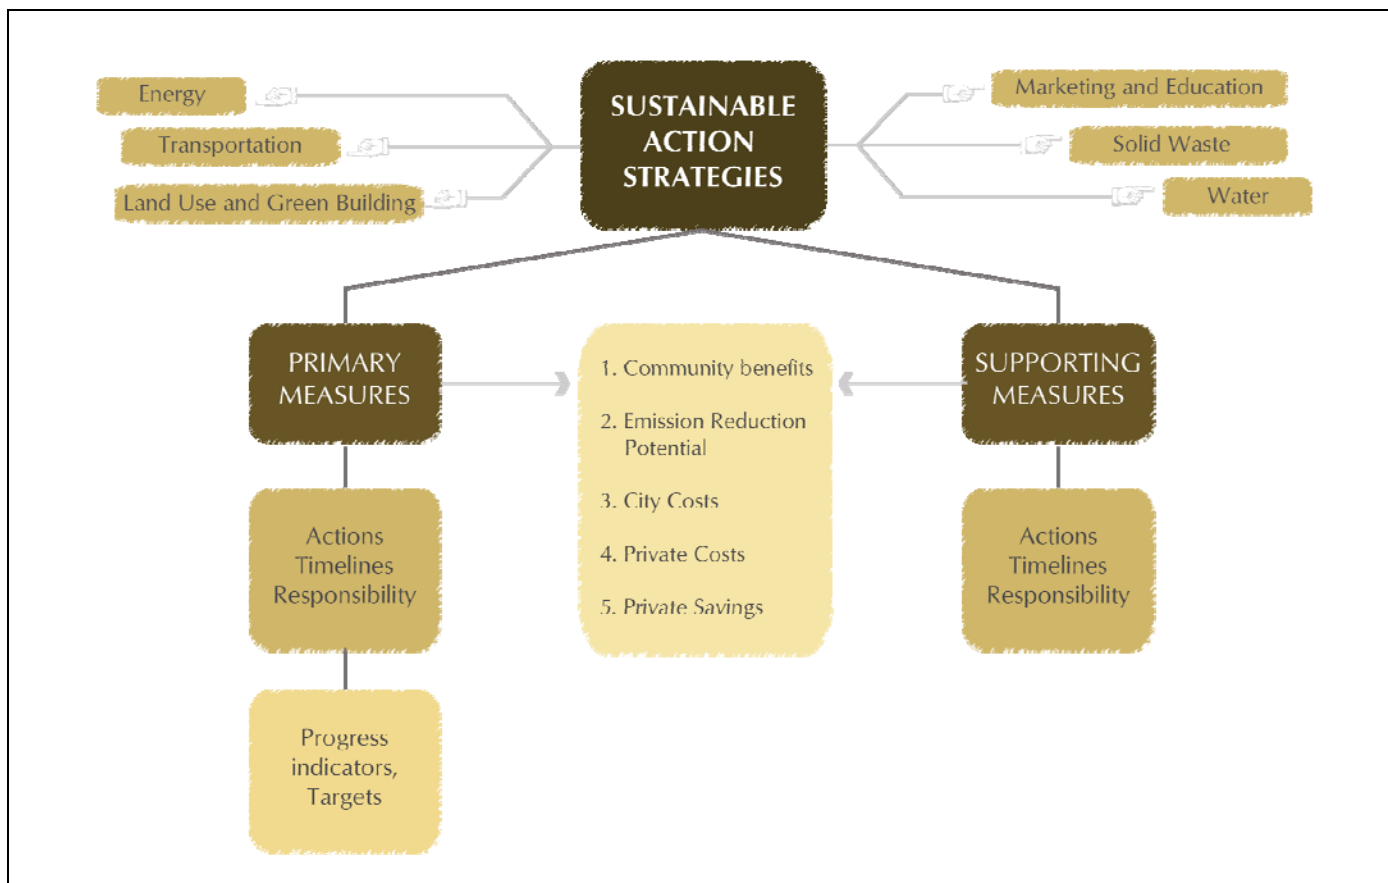 Energy
Transportation
Land Use and Green Building
SUSTAINABLE
ACTION
STRATEGIES
Marketing and Education
Solid Waste
Water
PRIMARY
MEASURES
1. Community benefits
2. Emission Reduction
Potential
3. City Costs
4. Private Costs
5. Private Savings
SUPPORTING
MEASURES
Actions
Timelines
Responsibility
Actions
Timelines
Responsibility
Progress
indicators,
Targets